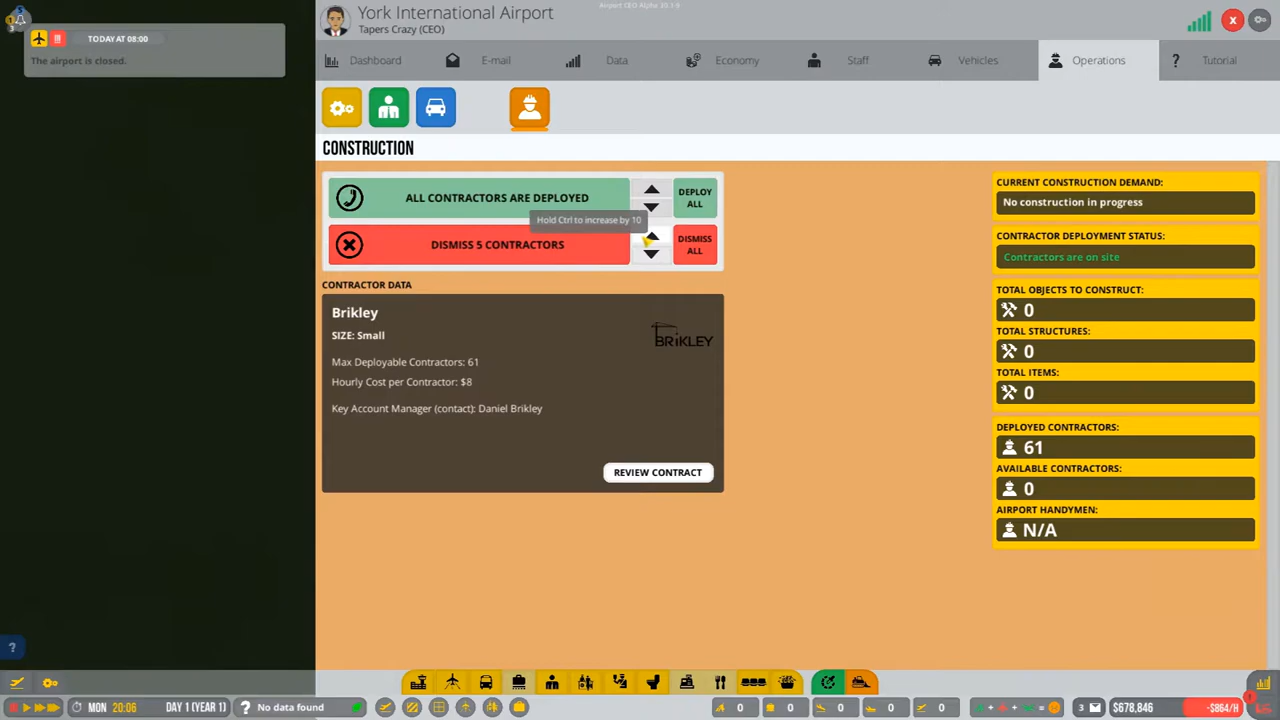 Airport CEO Alpha 30.1-6
York International Airport
Tapers Crazy (CEO)
TODAY AT 08:00
The airport is closed.
Dashboard
E-mail
Data
Economy
Staff
Vehicles
Operations
? Tutorial
CONSTRUCTION
ALL CONTRACTORS ARE DEPLOYED
DEPLOY
ALL
Hold Ctrl to increase by 10
DISMISS 5 CONTRACTORS
DISMISS
ALL
CONTRACTOR DATA
Brikley
SIZE: Small
BRIKLEY
Max Deployable Contractors: 61
Hourly Cost per Contractor: $8
Key Account Manager (contact): Daniel Brikley
REVIEW CONTRACT
CURRENT CONSTRUCTION DEMAND:
No construction in progress
CONTRACTOR DEPLOYMENT STATUS:
Contractors are on site
TOTAL OBJECTS TO CONSTRUCT:
0
TOTAL STRUCTURES:
0
TOTAL ITEMS:
0
DEPLOYED CONTRACTORS:
61
AVAILABLE CONTRACTORS:
0
AIRPORT HANDYMEN:
N/A
?
MON 20:06 DAY 1 (YEAR 1) ? No data found 0 0 0 0 0 3 $678,846 -$864/H